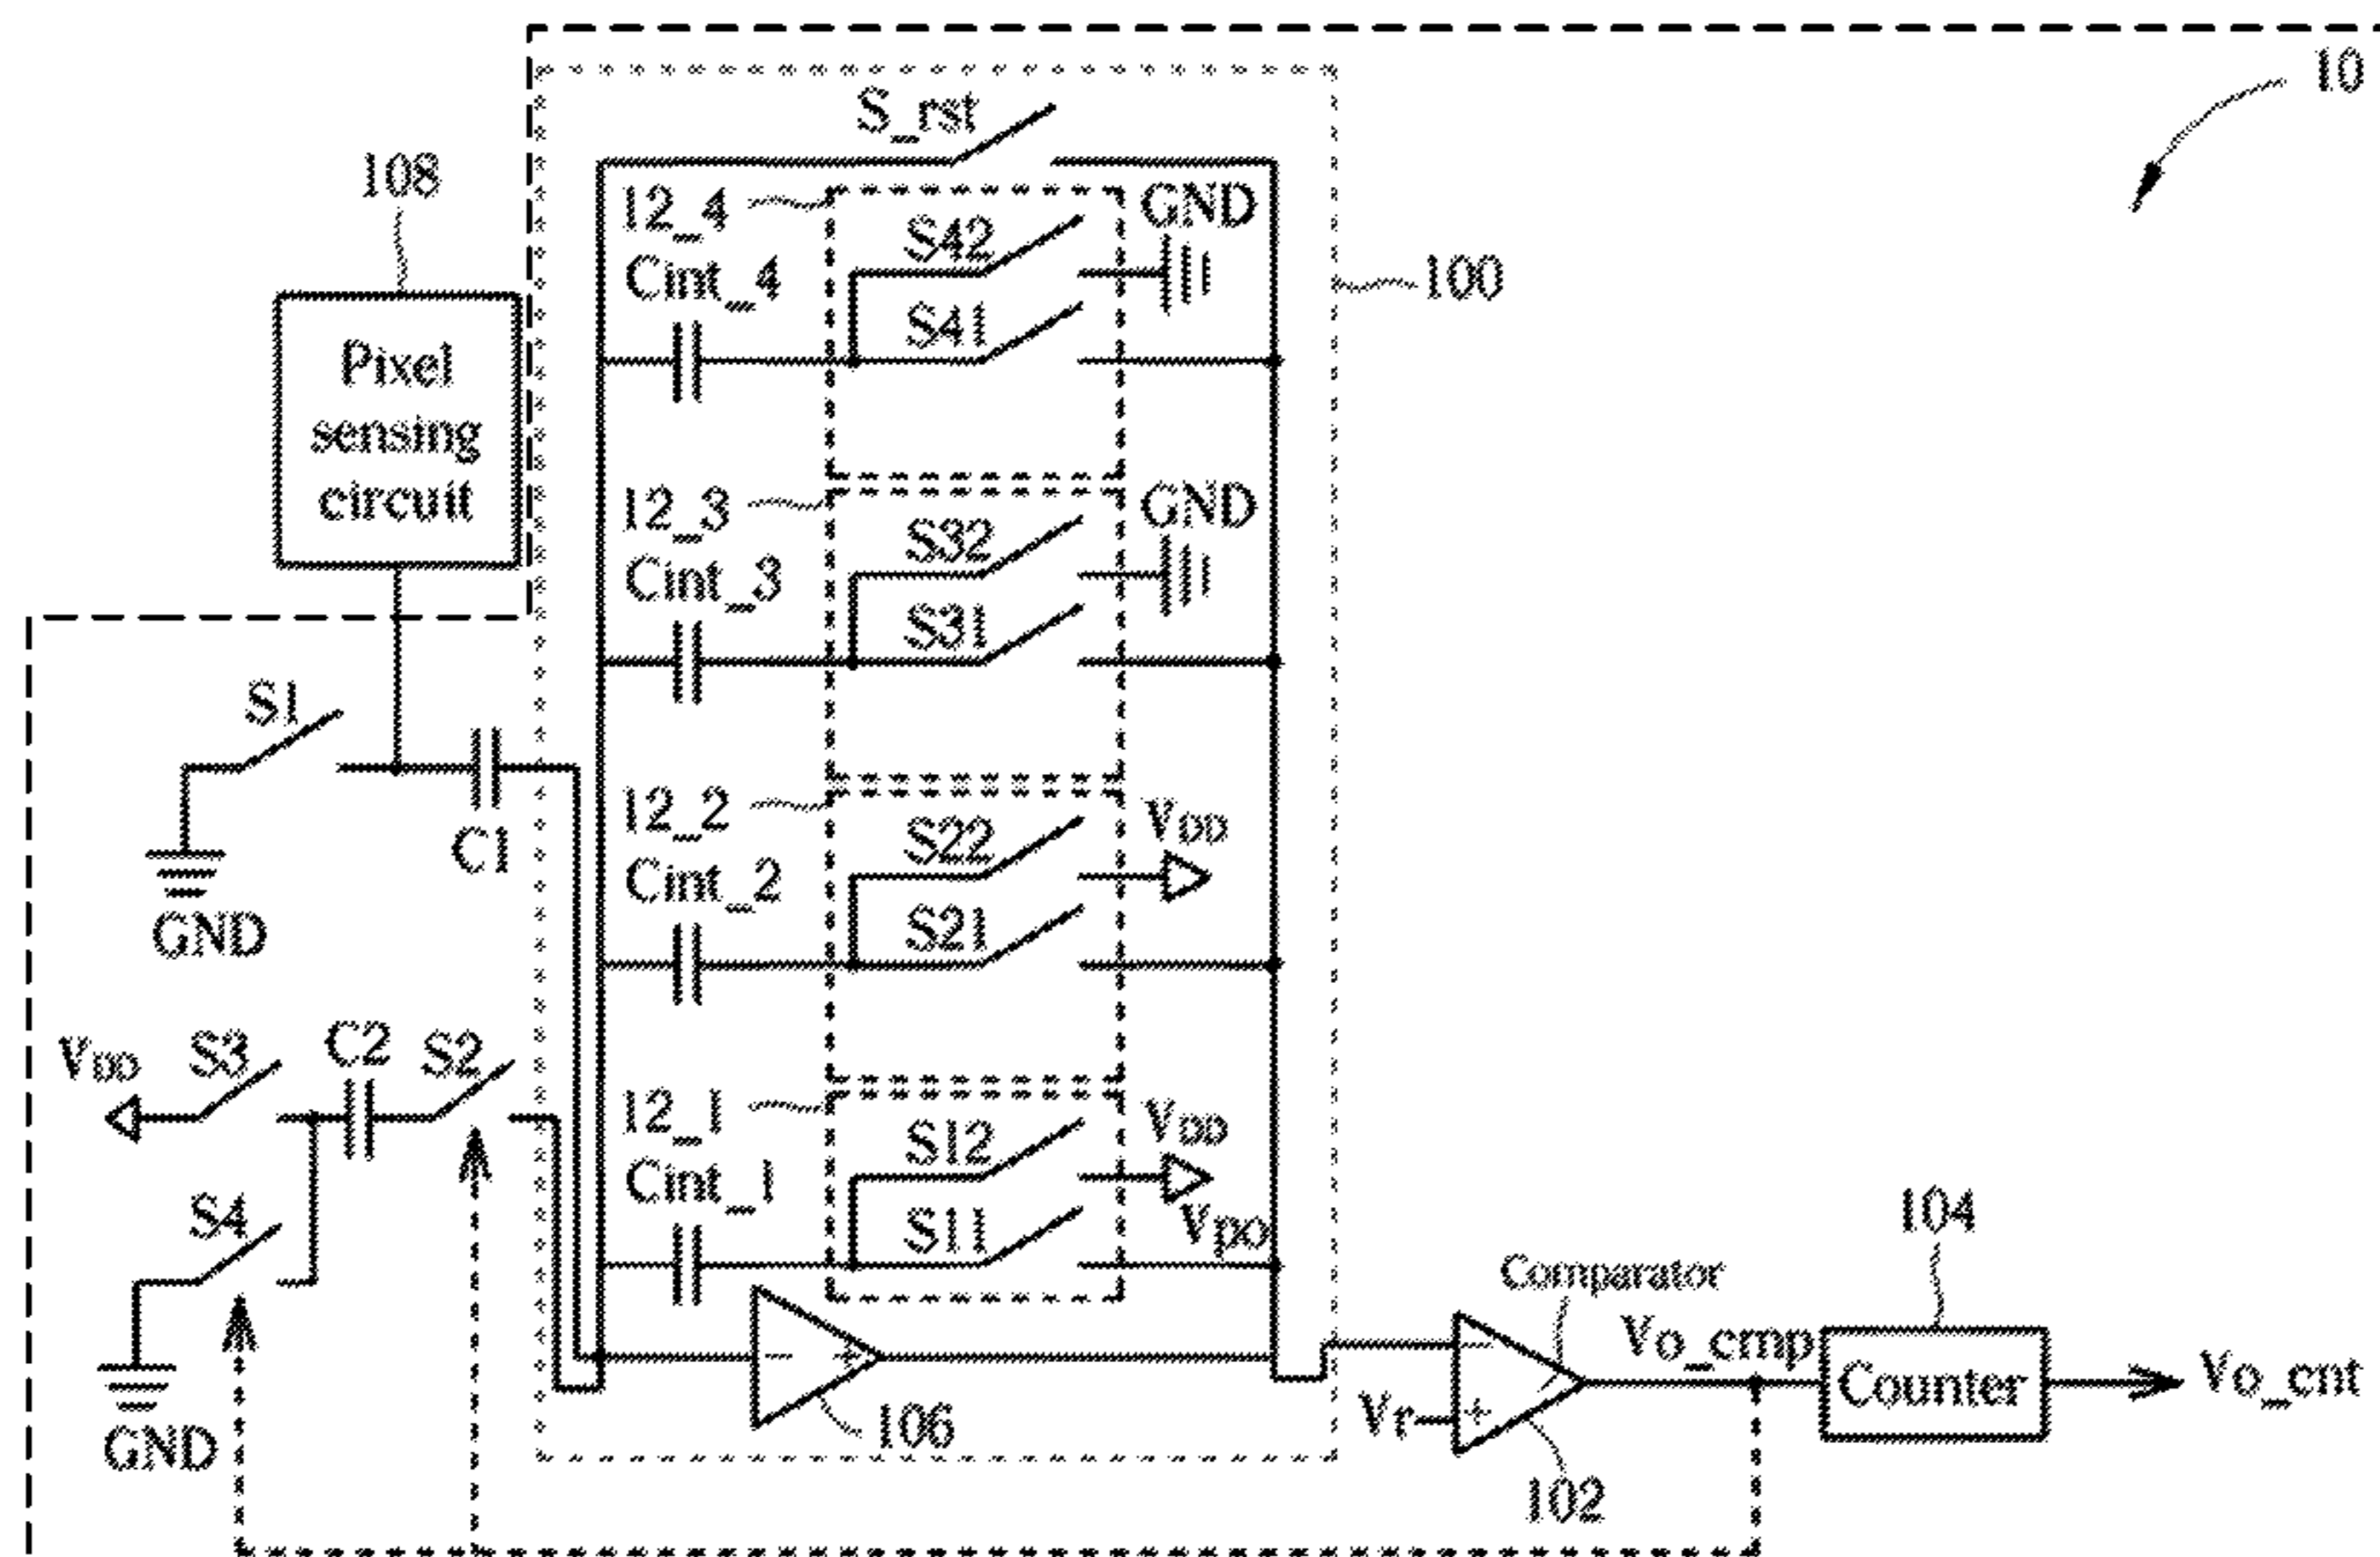 10
S_rst
108
12_4
GND
S42
Cint_4
100
S41
Pixel
sensing
circuit
12_3
GND
S32
Cint_3
S31
S1
12_2
VDD
S22
C1
Cint_2
S21
GND
VDD
S3
C2
S2
12_1
VDD
S12
Cint_1
S4
S11
Vpo
104
Comparator
Vo_cmp
- +
-
Counter
Vo_cnt
Vr
+
106
GND
102